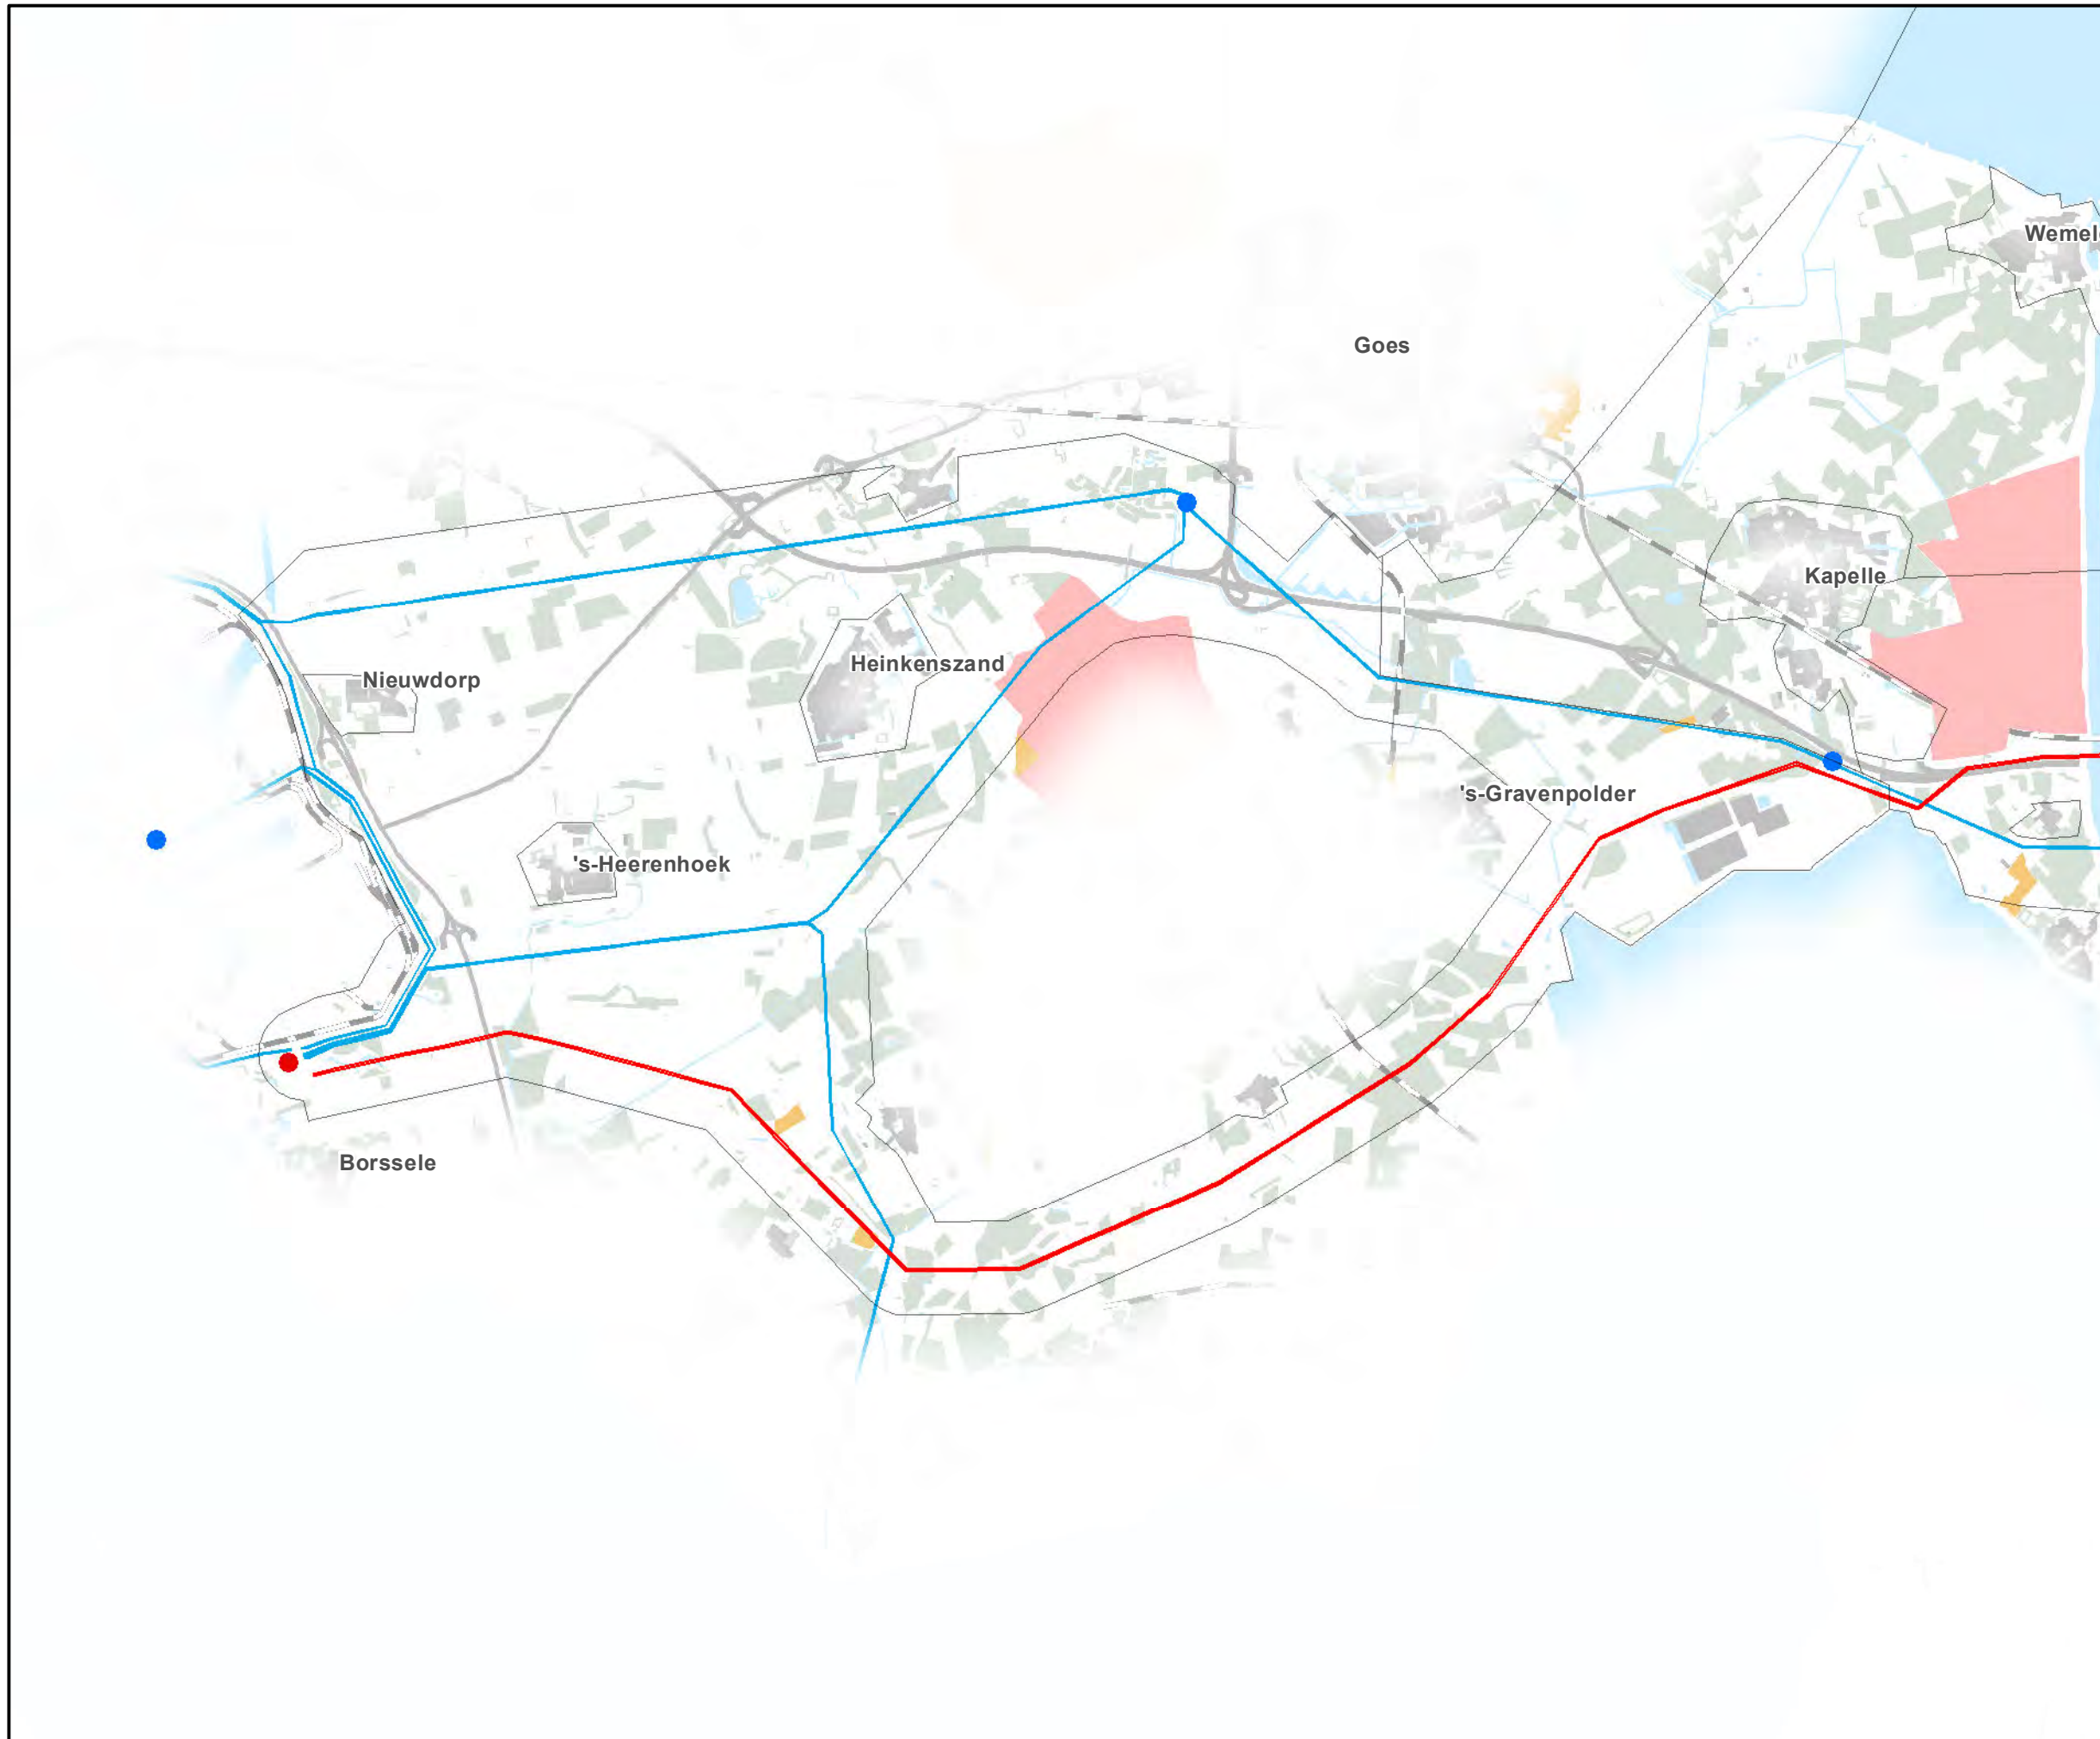 Wemel
Goes
Kapelle
Heinkenszand
Nieuwdorp
's-Gravenpolder
's-Heerenhoek
Borssele